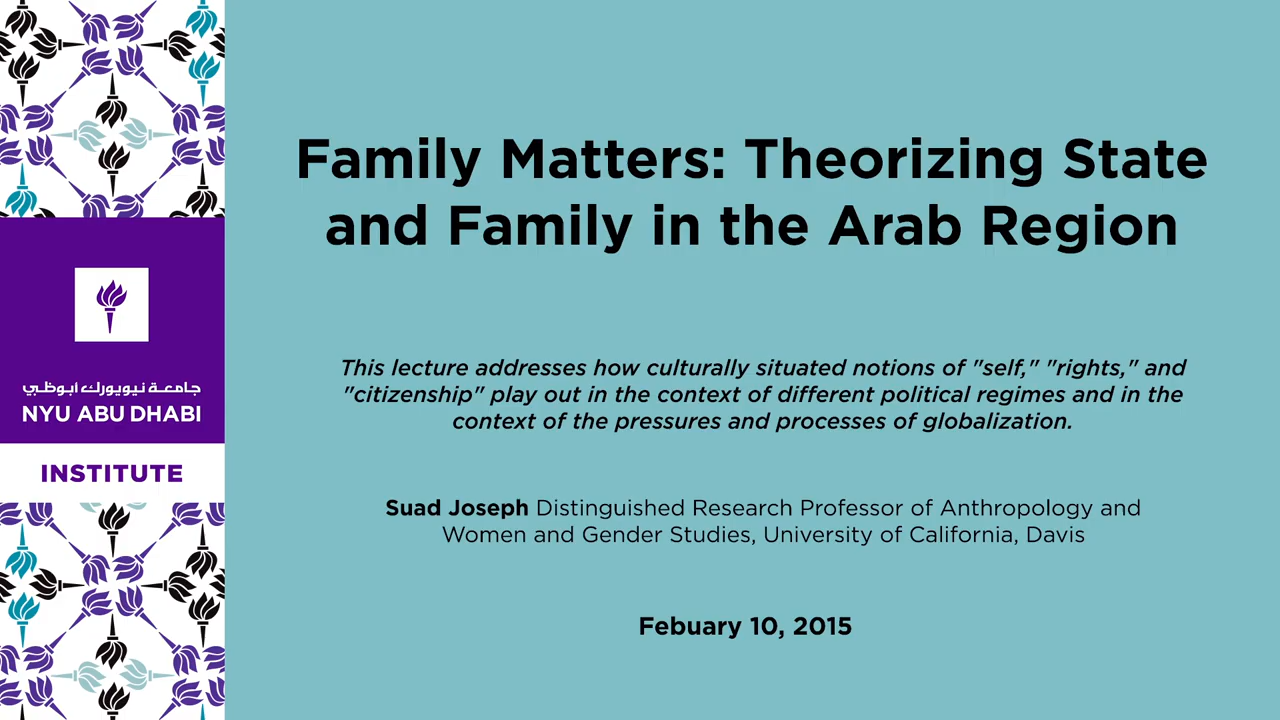 Family Matters: Theorizing State
and Family in the Arab Region
This lecture addresses how culturally situated notions of "self," "rights," and
"citizenship" play out in the context of different political regimes and in the
context of the pressures and processes of globalization.
Suad Joseph Distinguished Research Professor of Anthropology and
Women and Gender Studies, University of California, Davis
Febuary 10, 2015
جامعة نيويورك أبوظبي
NYU ABU DHABI
INSTITUTE